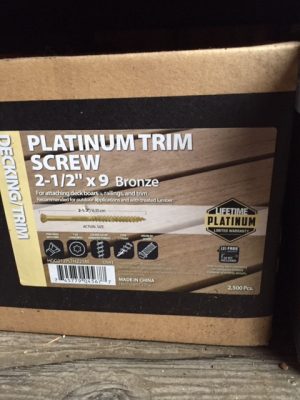 DECKING/TRIM
PLATINUM TRIM
SCREW
2-1/2" x 9 Bronze
For attaching deck boards, railings, and trim.
Recommended for outdoor applications and with treated lumber
ACTUAL SIZE
LIFETIME
PLATINUM
LIMITED WARRANTY
MADE IN CHINA
2,500 Pcs.